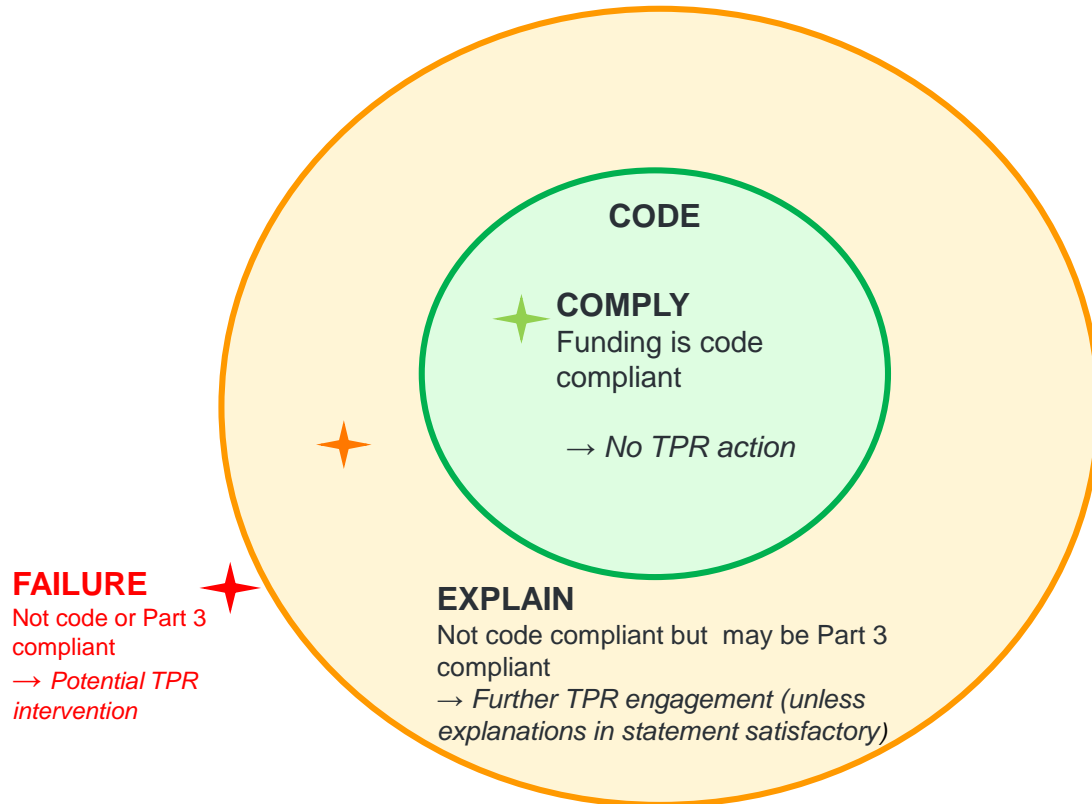 CODE
COMPLY
Funding is code
compliant
→ No TPR action
FAILURE
Not code or Part 3
compliant
→ Potential TPR
intervention
EXPLAIN
Not code compliant but  may be Part 3
compliant
→ Further TPR engagement (unless
explanations in statement satisfactory)